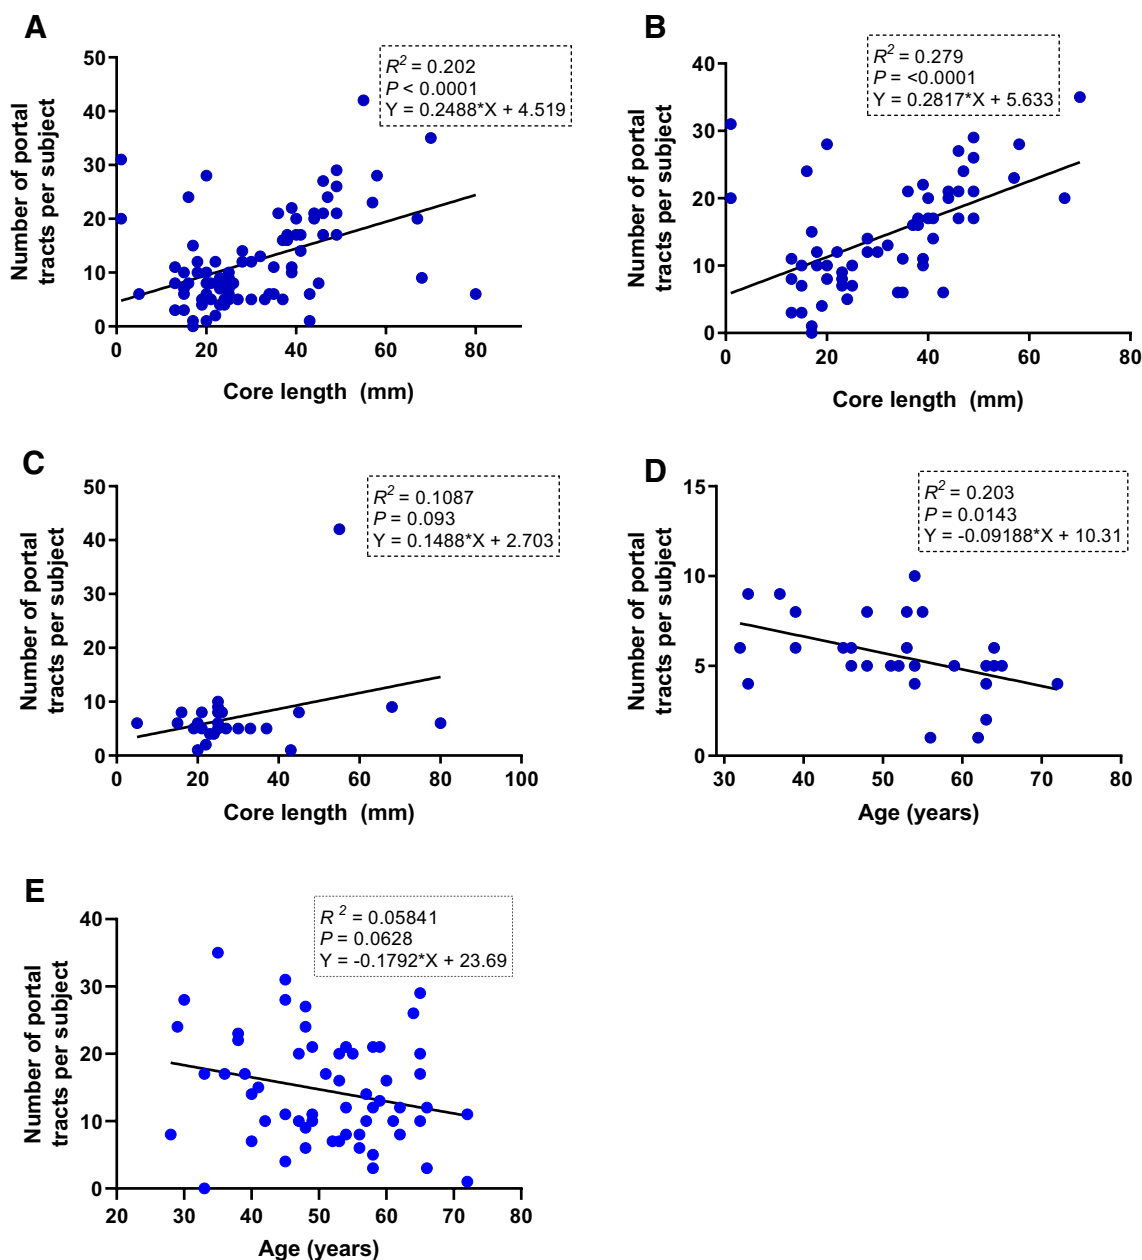 A
R2 = 0.202
P < 0.0001
Y = 0.2488*X + 4.519
Number of portal
tracts per subject
50
40
30
20
10
0
0 20 40 60 80
Core length (mm)
B
R2 = 0.279
P = <0.0001
Y = 0.2817*X + 5.633
Number of portal
tracts per subject
40
30
20
10
0
0 20 40 60 80
Core length (mm)
C
R2 = 0.1087
P = 0.093
Y = 0.1488*X + 2.703
Number of portal
tracts per subject
50
40
30
20
10
0
0 20 40 60 80 100
Core length (mm)
D
R2 = 0.203
P = 0.0143
Y = -0.09188*X + 10.31
Number of portal
tracts per subject
15
10
5
0
30 40 50 60 70 80
Age (years)
E
R 2 = 0.05841
P = 0.0628
Y = -0.1792*X + 23.69
Number of portal
tracts per subject
40
30
20
10
0
20 30 40 50 60 70 80
Age (years)